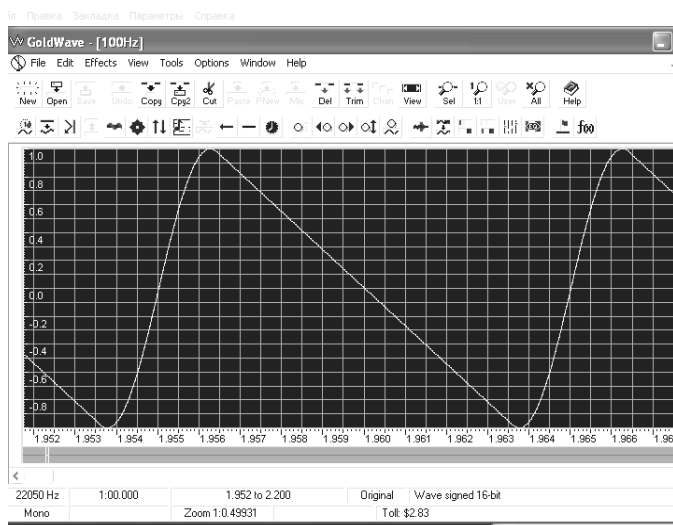 Правка Закладка Параметры Справка
GoldWave - [100Hz]
File Edit Effects View Tools Options Window Help
New Open Save Undo Copy Cpy2 Cut Paste PNew Mix Del Trim Chan View Sel 1:1 User All Help
f(x)
1.0
0.8
0.6
0.4
0.2
0.0
-0.2
-0.4
-0.6
-0.8
1.952 1.953 1.954 1.955 1.956 1.957 1.958 1.959 1.960 1.961 1.962 1.963 1.964 1.965 1.966 1.96
22050 Hz 1:00.000 1.952 to 2.200 Original Wave signed 16-bit
Mono Zoom 1:0.49931 Toll: $2.83